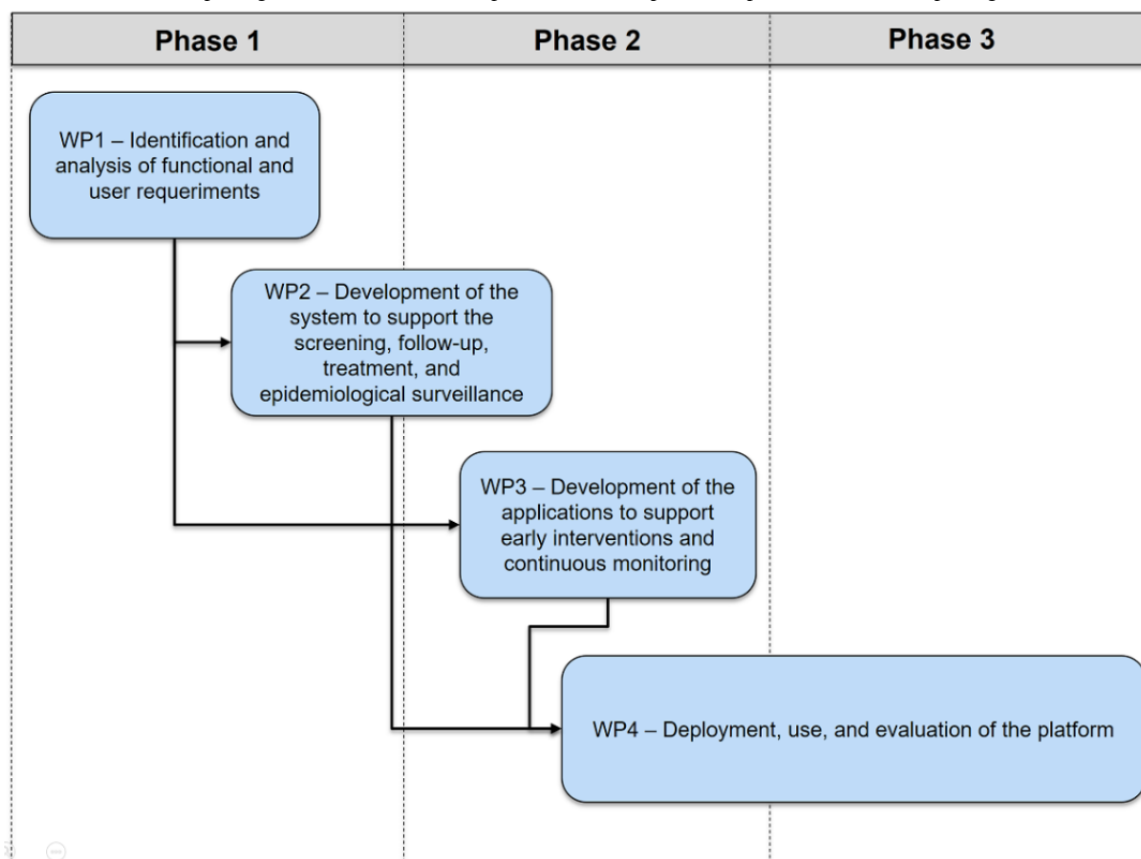 Phase 1
Phase 2
Phase 3
WP1 – Identification and
analysis of functional and
user requeriments
WP2 – Development of the
system to support the
screening, follow-up,
treatment, and
epidemiological surveillance
WP3 – Development of the
applications to support
early interventions and
continuous monitoring
WP4 – Deployment, use, and evaluation of the platform